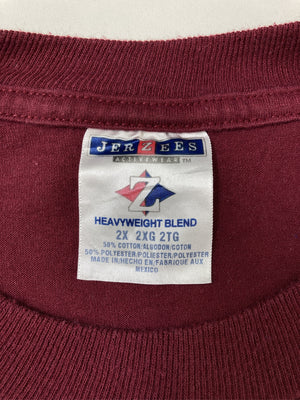 JERZEES
ACTIVEWEAR TM
Z
HEAVYWEIGHT BLEND
2X 2XG 2TG
50% COTTON/ALGODON/COTON
50% POLYESTER/POLIESTER/POLYESTER
MADE IN/HECHO EN/FABRIQUE AUX
MEXICO